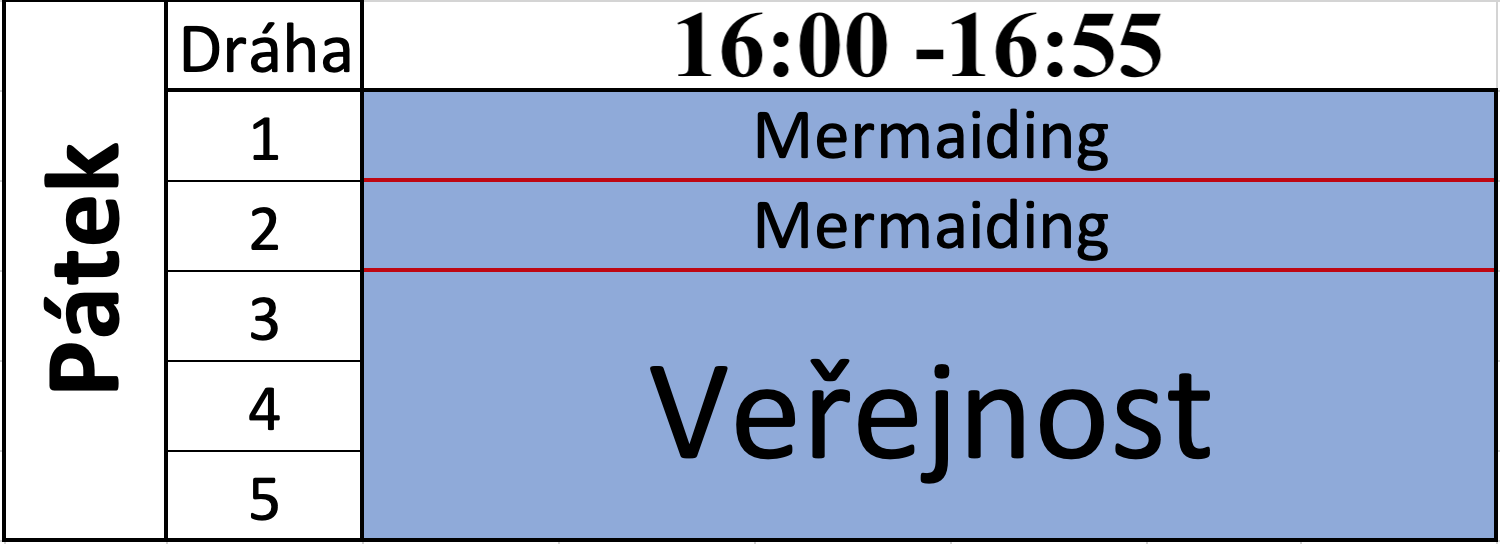 Pátek
Dráha 16:00 -16:55
1 Mermaiding
2 Mermaiding
3
4 Veřejnost
5